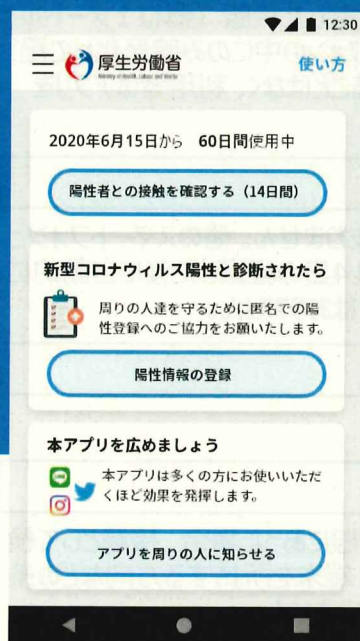 12:30
厚生労働省
Ministry of Health, Labour and Welfare
使い方
2020年6月15日から 60日間使用中
陽性者との接触を確認する（14日間）
新型コロナウィルス陽性と診断されたら
周りの人達を守るために匿名での陽
性登録へのご協力をお願いいたします。
陽性情報の登録
本アプリを広めましょう
本アプリは多くの方にお使いいただ
くほど効果を発揮します。
アプリを周りの人に知らせる